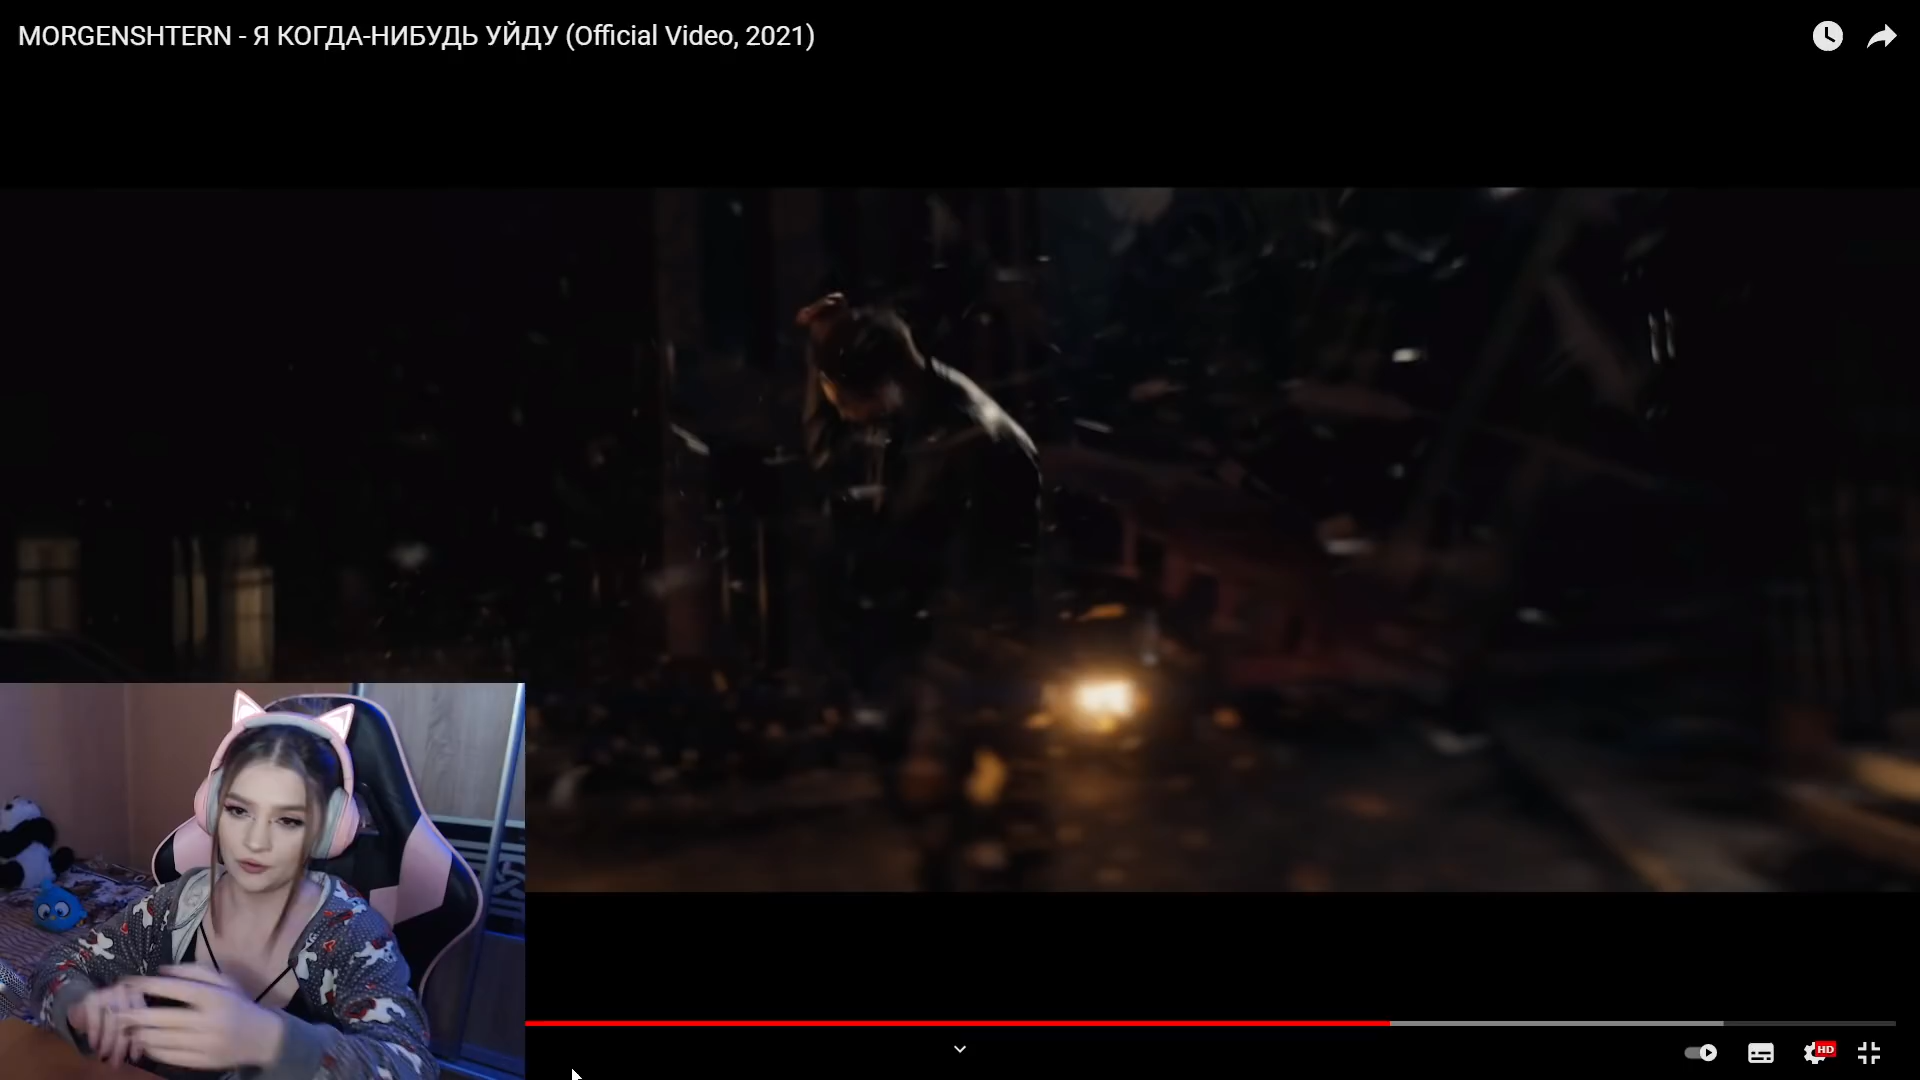 MORGENSHTERN - Я КОГДА-НИБУДЬ УЙДУ (Official Video, 2021)
HD